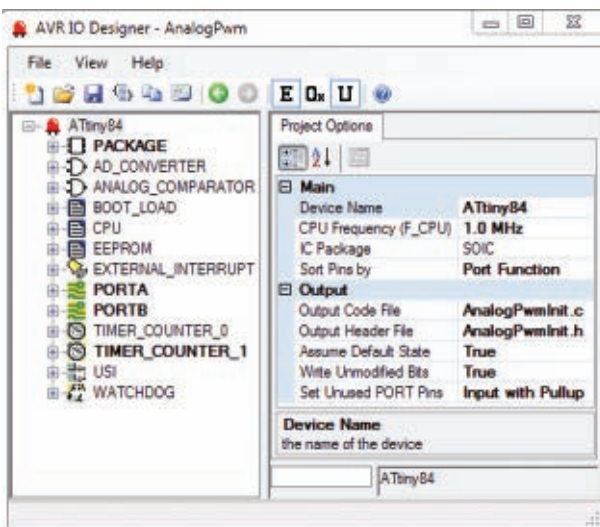 AVR IO Designer - AnalogPwm
File View Help
E Ox U
ATtiny84
PACKAGE
AD_CONVERTER
ANALOG_COMPARATOR
BOOT_LOAD
CPU
EEPROM
EXTERNAL_INTERRUPT
PORTA
PORTB
TIMER_COUNTER_0
TIMER_COUNTER_1
USI
WATCHDOG
Project Options
Main
Device Name ATtiny84
CPU Frequency (F_CPU) 1.0 MHz
IC Package SOIC
Sort Pins by Port Function
Output
Output Code File AnalogPwmInit.c
Output Header File AnalogPwmInit.h
Assume Default State True
Write Unmodified Bits True
Set Unused PORT Pins Input with Pullup
Device Name
the name of the device
ATtiny84